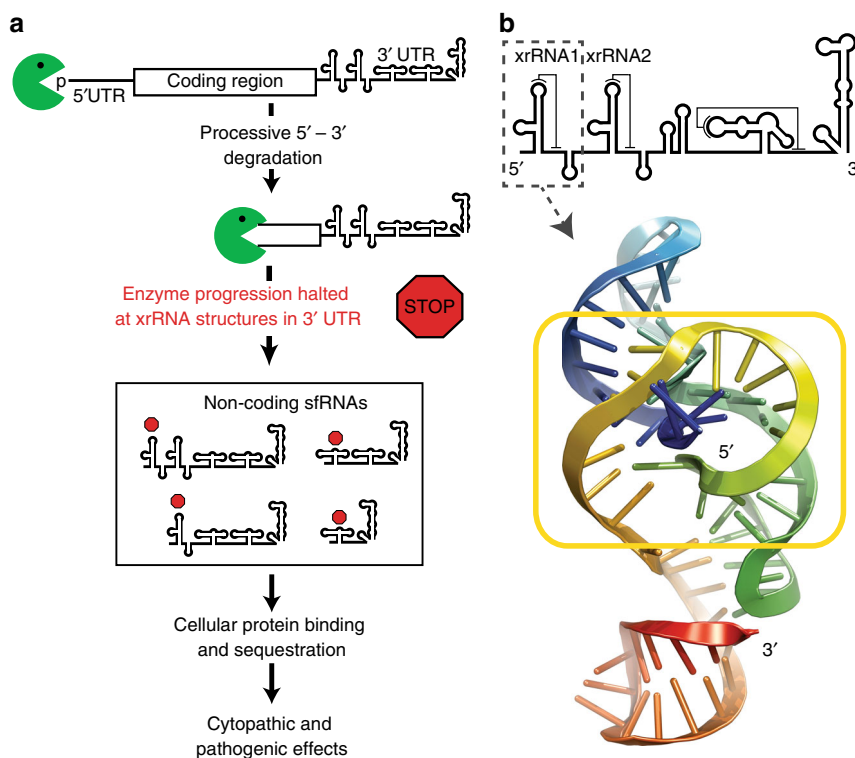 a
p
5′UTR
Coding region
3′ UTR
Processive 5′ – 3′
degradation
Enzyme progression halted
at xrRNA structures in 3′ UTR
STOP
Non-coding sfRNAs
Cellular protein binding
and sequestration
Cytopathic and
pathogenic effects
b
xrRNA1 xrRNA2
5′
3′
5′
3′